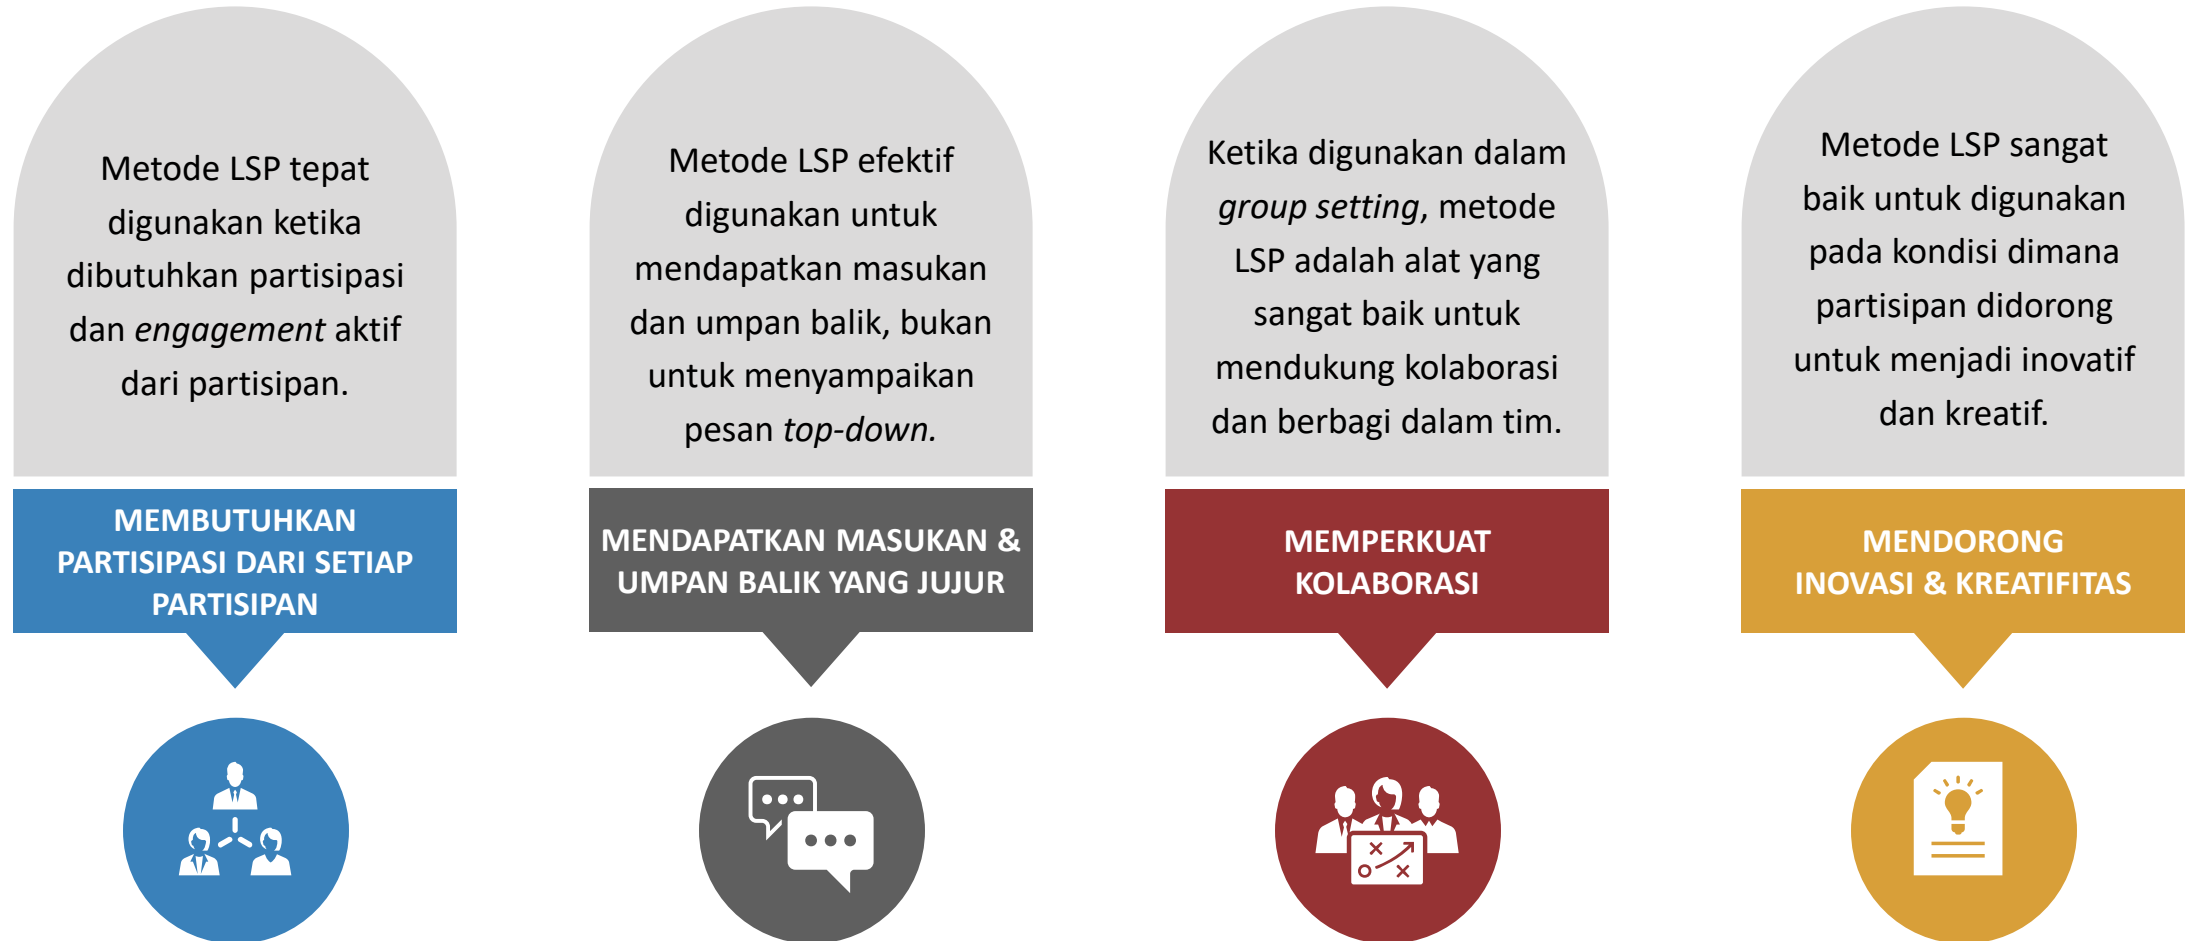 Metode LSP tepat
digunakan ketika
dibutuhkan partisipasi
dan engagement aktif
dari partisipan.
MEMBUTUHKAN
PARTISIPASI DARI SETIAP
PARTISIPAN
Metode LSP efektif
digunakan untuk
mendapatkan masukan
dan umpan balik, bukan
untuk menyampaikan
pesan top-down.
MENDAPATKAN MASUKAN &
UMPAN BALIK YANG JUJUR
Ketika digunakan dalam
group setting, metode
LSP adalah alat yang
sangat baik untuk
mendukung kolaborasi
dan berbagi dalam tim.
MEMPERKUAT
KOLABORASI
Metode LSP sangat
baik untuk digunakan
pada kondisi dimana
partisipan didorong
untuk menjadi inovatif
dan kreatif.
MENDORONG
INOVASI & KREATIFITAS